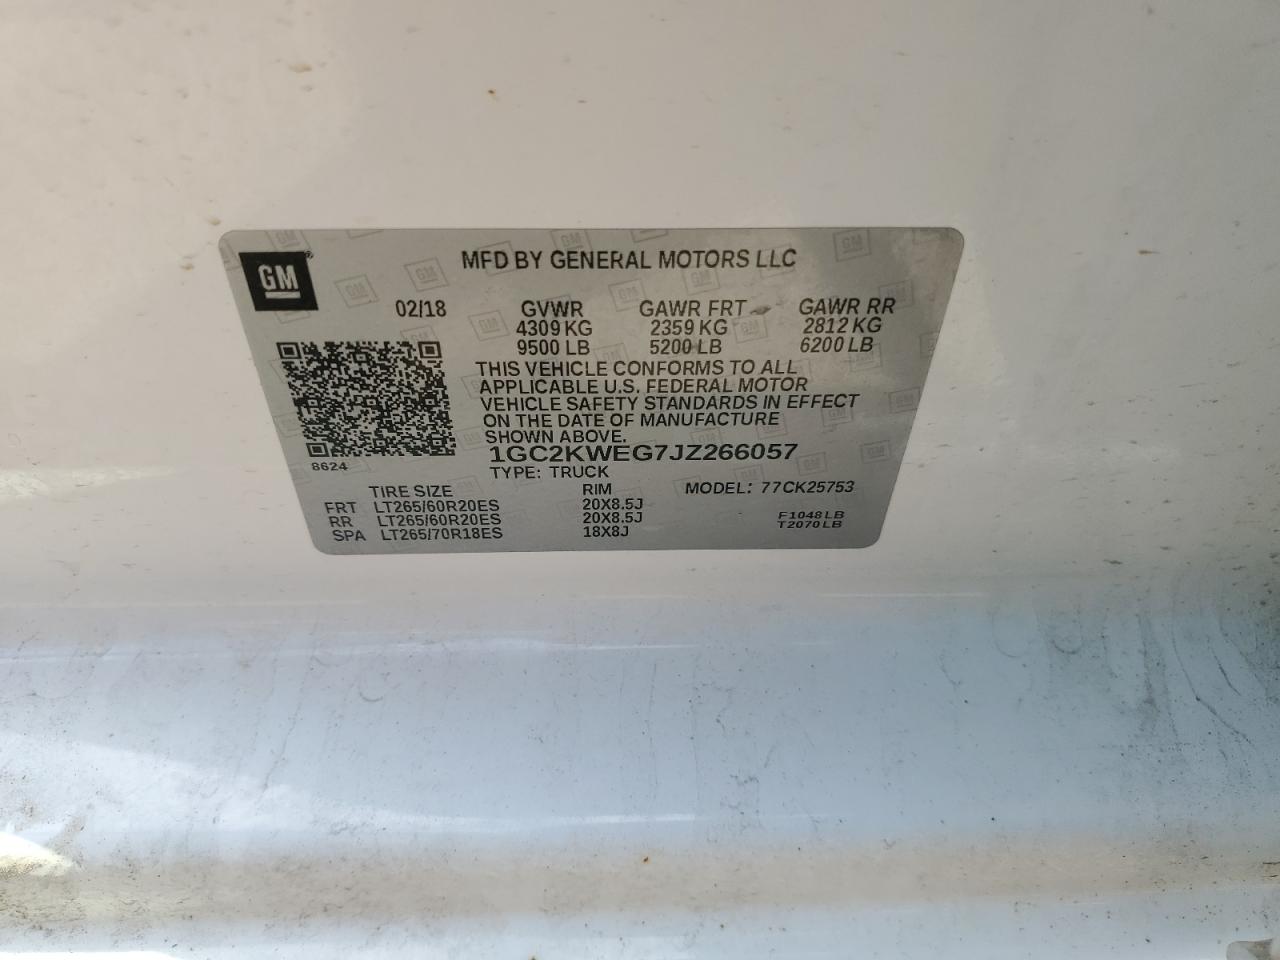 GM
MFD BY GENERAL MOTORS LLC
02/18 GVWR GAWR FRT GAWR RR
4309 KG 2359 KG 2812 KG
9500 LB 5200 LB 6200 LB
THIS VEHICLE CONFORMS TO ALL
APPLICABLE U.S. FEDERAL MOTOR
VEHICLE SAFETY STANDARDS IN EFFECT
ON THE DATE OF MANUFACTURE
SHOWN ABOVE.
8624
1GC2KWEG7JZ266057
TYPE: TRUCK
TIRE SIZE RIM MODEL: 77CK25753
FRT LT265/60R20ES 20X8.5J
RR LT265/60R20ES 20X8.5J
SPA LT265/70R18ES 18X8J
F1048LB
T2070LB